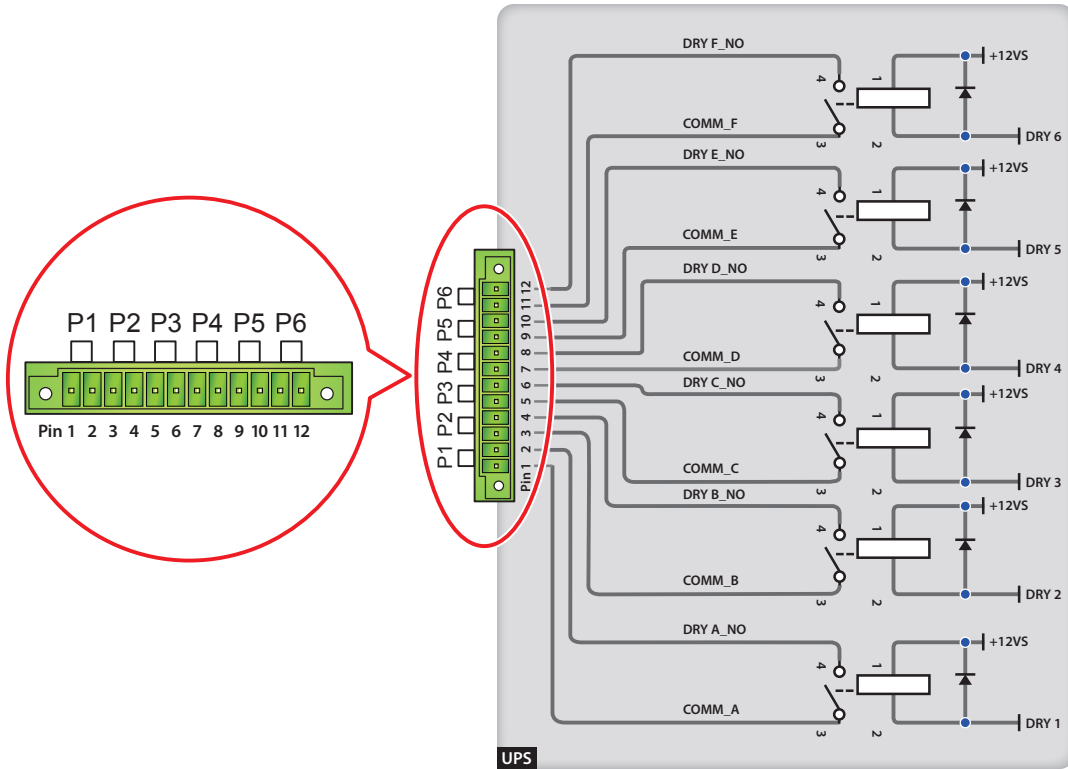 P1 P2 P3 P4 P5 P6
Pin 1 2 3 4 5 6 7 8 9 10 11 12
P6
P5
P4
P3
P2
P1
12
11
10
9
8
7
6
5
4
3
2
Pin1
DRY F_NO
4 1 +12VS
COMM_F
3 2 DRY 6
DRY E_NO
4 1 +12VS
COMM_E
3 2 DRY 5
DRY D_NO
4 1 +12VS
COMM_D
3 2 DRY 4
DRY C_NO
4 1 +12VS
COMM_C
3 2 DRY 3
DRY B_NO
4 1 +12VS
COMM_B
3 2 DRY 2
DRY A_NO
4 1 +12VS
COMM_A
3 2 DRY 1
UPS